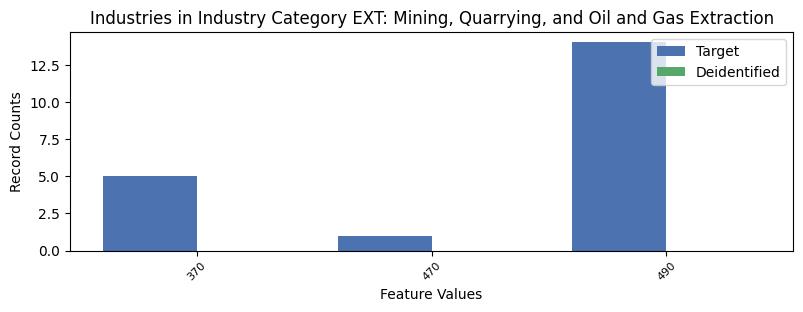 Industries in Industry Category EXT: Mining, Quarrying, and Oil and Gas Extraction
Target
Deidentified
Record Counts
12.5
10.0
7.5
5.0
2.5
0.0
370
470
490
Feature Values